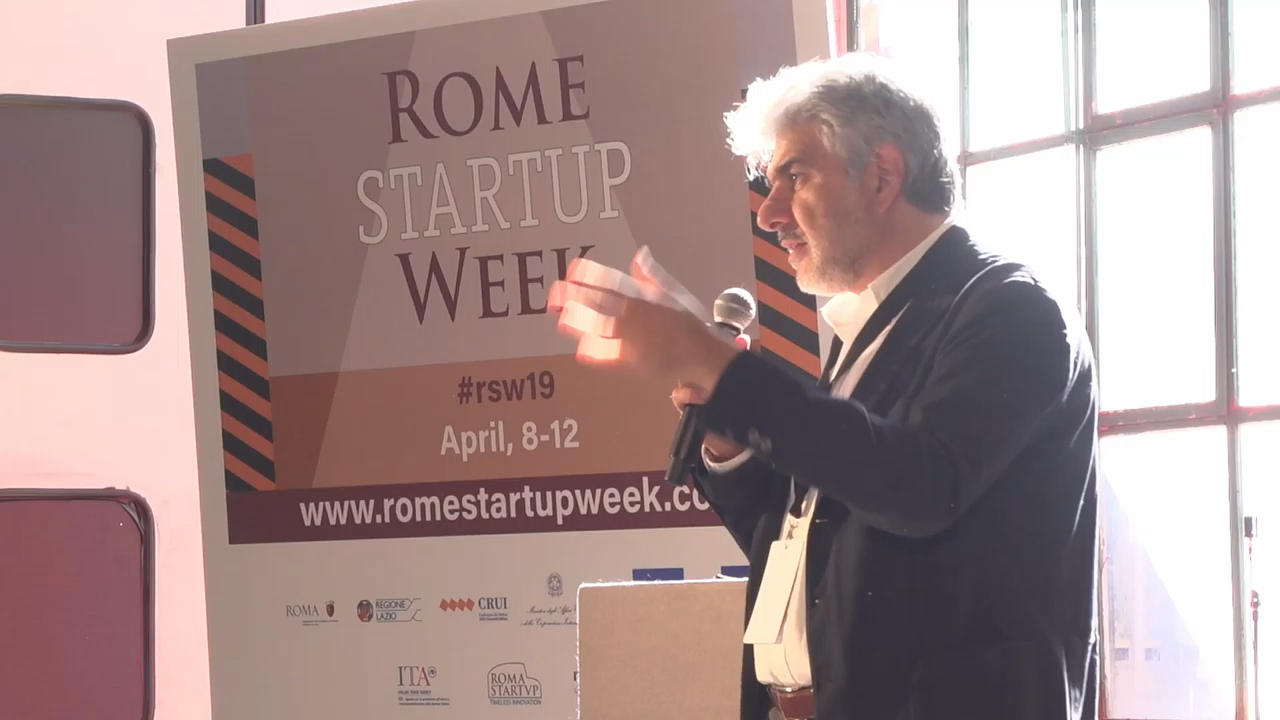 ROME
STARTUP
WEEK
#rsw19
April, 8-12
www.romestartupweek.co
ROMA
REGIONE
LAZIO
CRUI
ITA
ROMA
STARTUP
TIMELESS INNOVATION